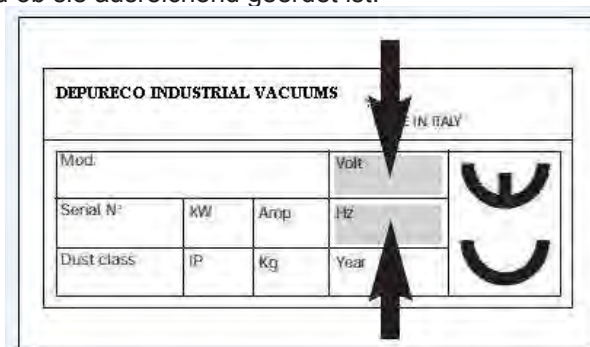 ob sie ausreichend geerdet ist.
DEPURECO INDUSTRIAL VACUUMS
IN ITALY
Mod. Volt
Serial N° kW Amp Hz
Dust class IP Kg Year
CE